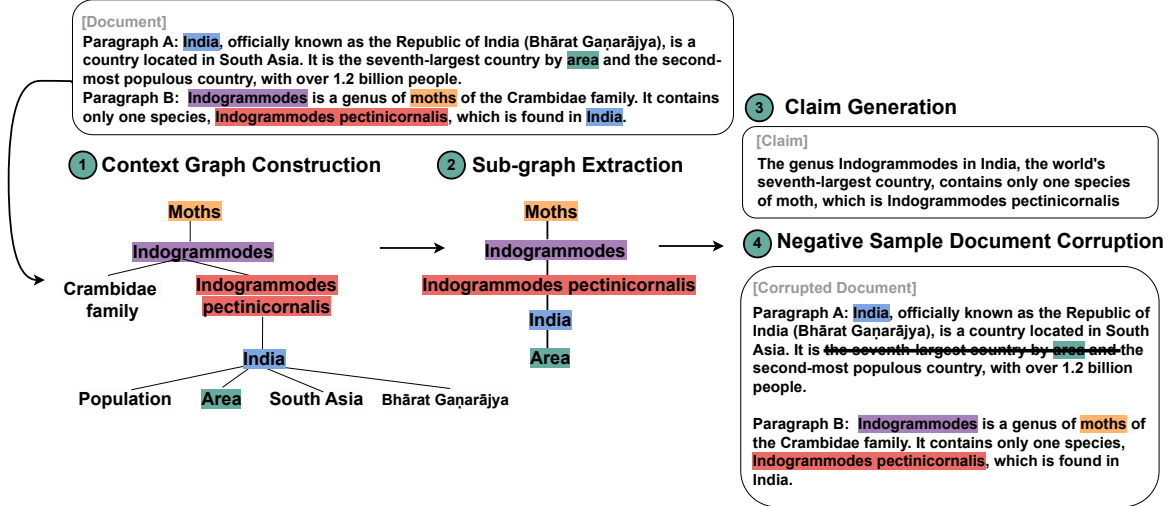 [Document]
Paragraph A: India, officially known as the Republic of India (Bhārat Gaṇarājya), is a
country located in South Asia. It is the seventh-largest country by area and the second-
most populous country, with over 1.2 billion people.
Paragraph B: Indogrammodes is a genus of moths of the Crambidae family. It contains
only one species, Indogrammodes pectinicornalis, which is found in India.
1 Context Graph Construction
Moths
Indogrammodes
Crambidae
family
Indogrammodes
pectinicornalis
India
Population
Area
South Asia
Bhārat Gaṇarājya
2 Sub-graph Extraction
Moths
Indogrammodes
Indogrammodes pectinicornalis
India
Area
3 Claim Generation
[Claim]
The genus Indogrammodes in India, the world's
seventh-largest country, contains only one species
of moth, which is Indogrammodes pectinicornalis
4 Negative Sample Document Corruption
[Corrupted Document]
Paragraph A: India, officially known as the Republic of
India (Bhārat Gaṇarājya), is a country located in South
Asia. It is the seventh-largest country by area and the
second-most populous country, with over 1.2 billion
people.
Paragraph B: Indogrammodes is a genus of moths of
the Crambidae family. It contains only one species,
Indogrammodes pectinicornalis, which is found in
India.